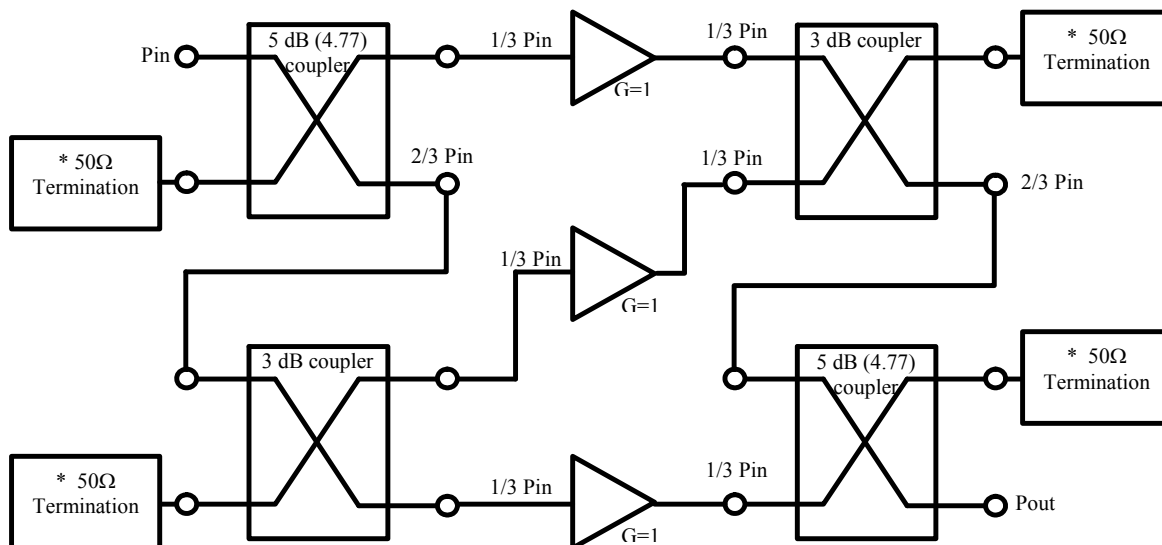 5 dB (4.77)
coupler
1/3 Pin
1/3 Pin
3 dB coupler
* 50Ω
Termination
Pin
G=1
* 50Ω
Termination
2/3 Pin
1/3 Pin
2/3 Pin
1/3 Pin
G=1
3 dB coupler
5 dB (4.77)
coupler
* 50Ω
Termination
* 50Ω
Termination
1/3 Pin
1/3 Pin
Pout
G=1